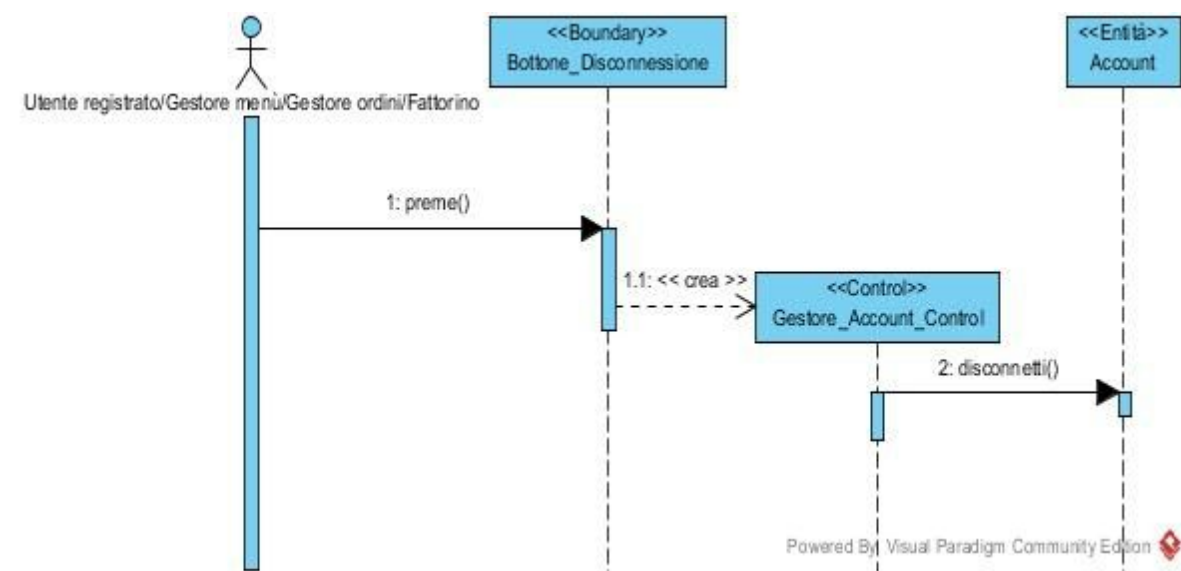 <<Boundary>>
Bottone_Disconnessione
<<Entità>>
Account
Utente registrato/Gestore menù/Gestore ordini/Fattorino
1: preme()
1.1: << crea >>
<<Control>>
Gestore_Account_Control
2: disconnetti()
Powered By Visual Paradigm Community Edition